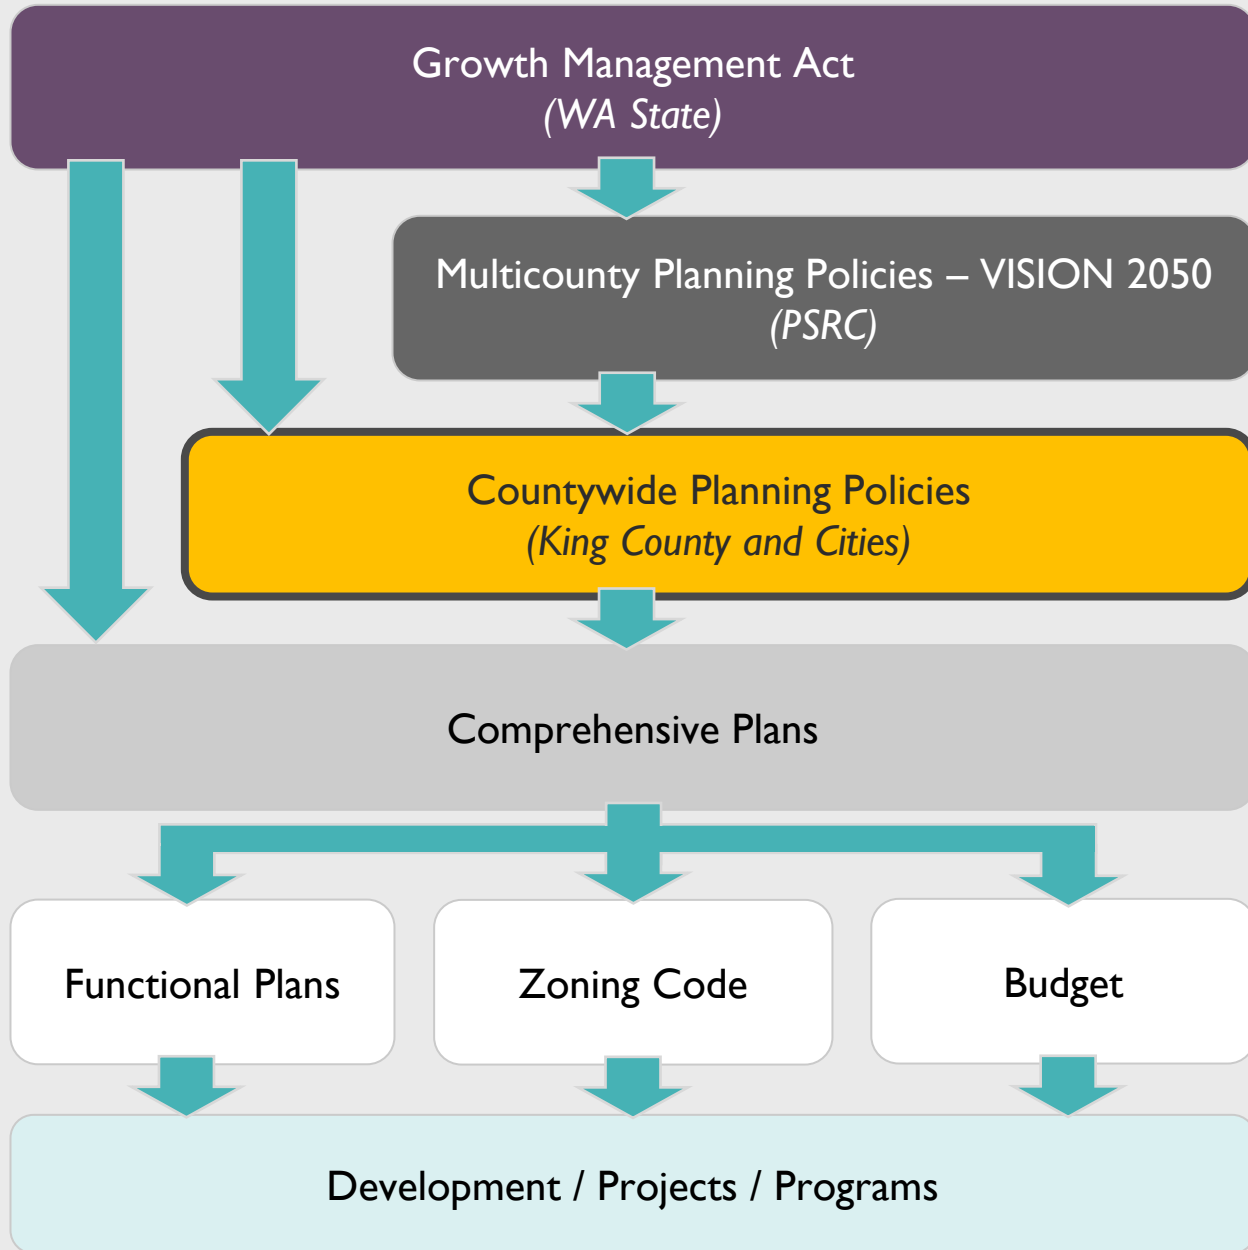 Growth Management Act
(WA State)
Multicounty Planning Policies – VISION 2050
(PSRC)
Countywide Planning Policies
(King County and Cities)
Comprehensive Plans
Functional Plans
Zoning Code
Budget
Development / Projects / Programs